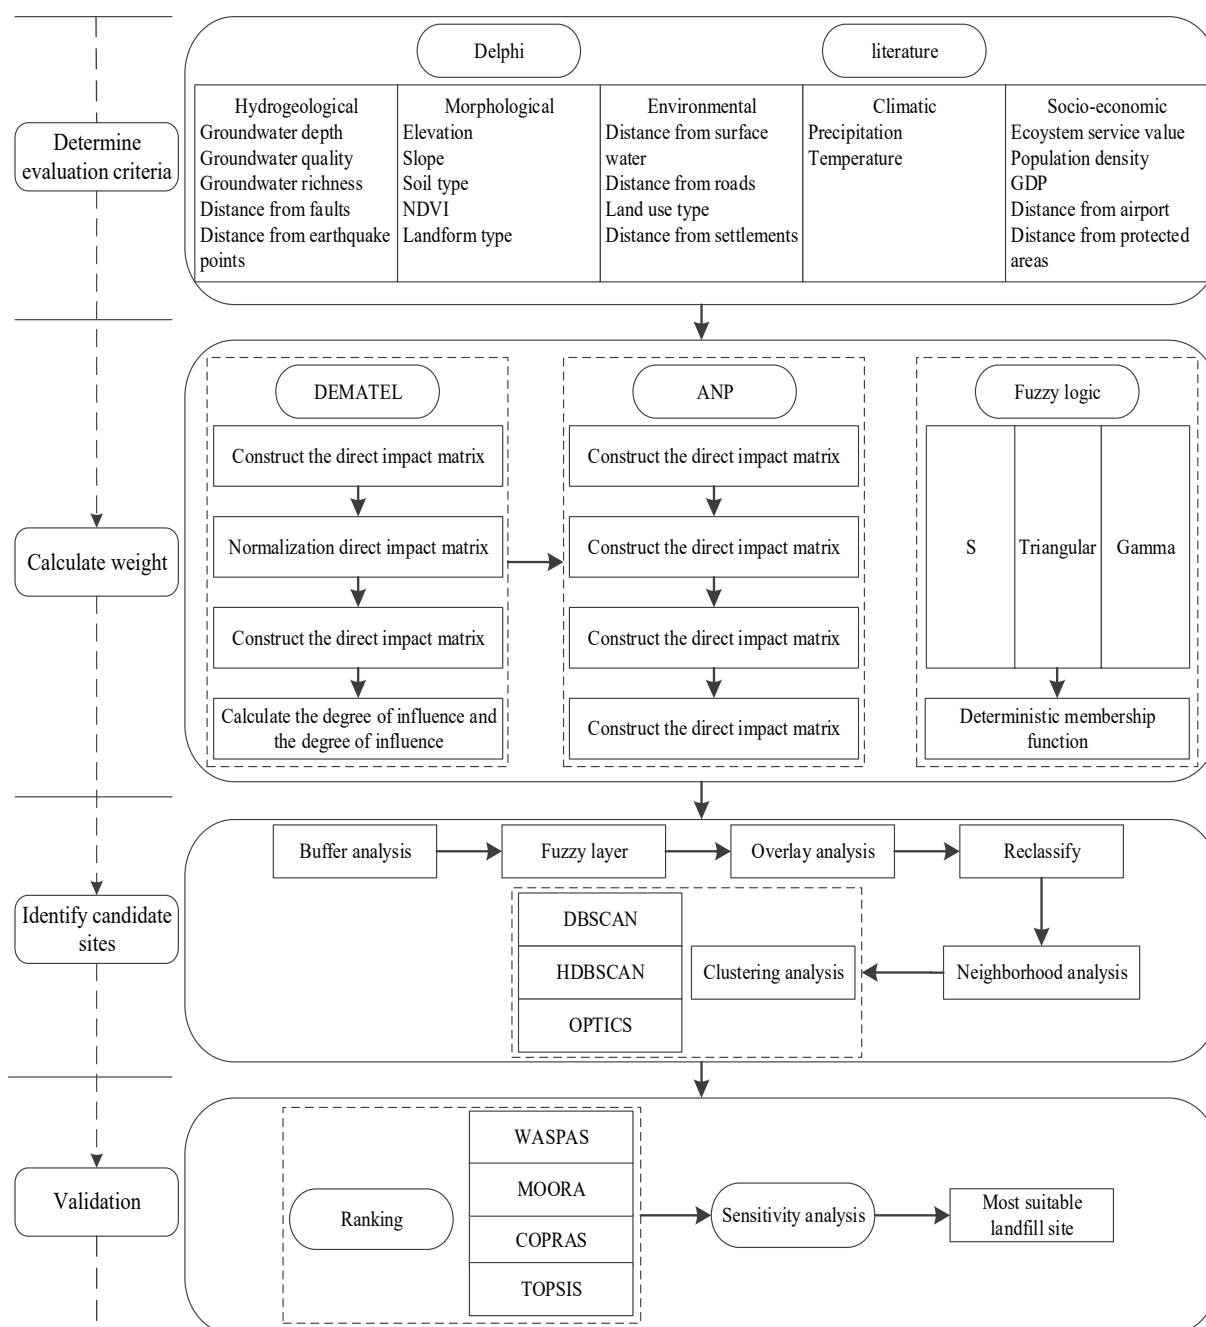 Delphi
literature
Determine
evaluation criteria
Hydrogeological
Groundwater depth
Groundwater quality
Groundwater richness
Distance from faults
Distance from earthquake
points
Morphological
Elevation
Slope
Soil type
NDVI
Landform type
Environmental
Distance from surface
water
Distance from roads
Land use type
Distance from settlements
Climatic
Precipitation
Temperature
Socio-economic
Ecosystem service value
Population density
GDP
Distance from airport
Distance from protected
areas
Calculate weight
DEMATEL
Construct the direct impact matrix
Normalization direct impact matrix
Construct the direct impact matrix
Calculate the degree of influence and
the degree of influence
ANP
Construct the direct impact matrix
Construct the direct impact matrix
Construct the direct impact matrix
Construct the direct impact matrix
Fuzzy logic
S
Triangular
Gamma
Deterministic membership
function
Identify candidate
sites
Buffer analysis
Fuzzy layer
Overlay analysis
Reclassify
Neighborhood analysis
Clustering analysis
DBSCAN
HDBSCAN
OPTICS
Validation
Ranking
WASPAS
MOORA
COPRAS
TOPSIS
Sensitivity analysis
Most suitable
landfill site